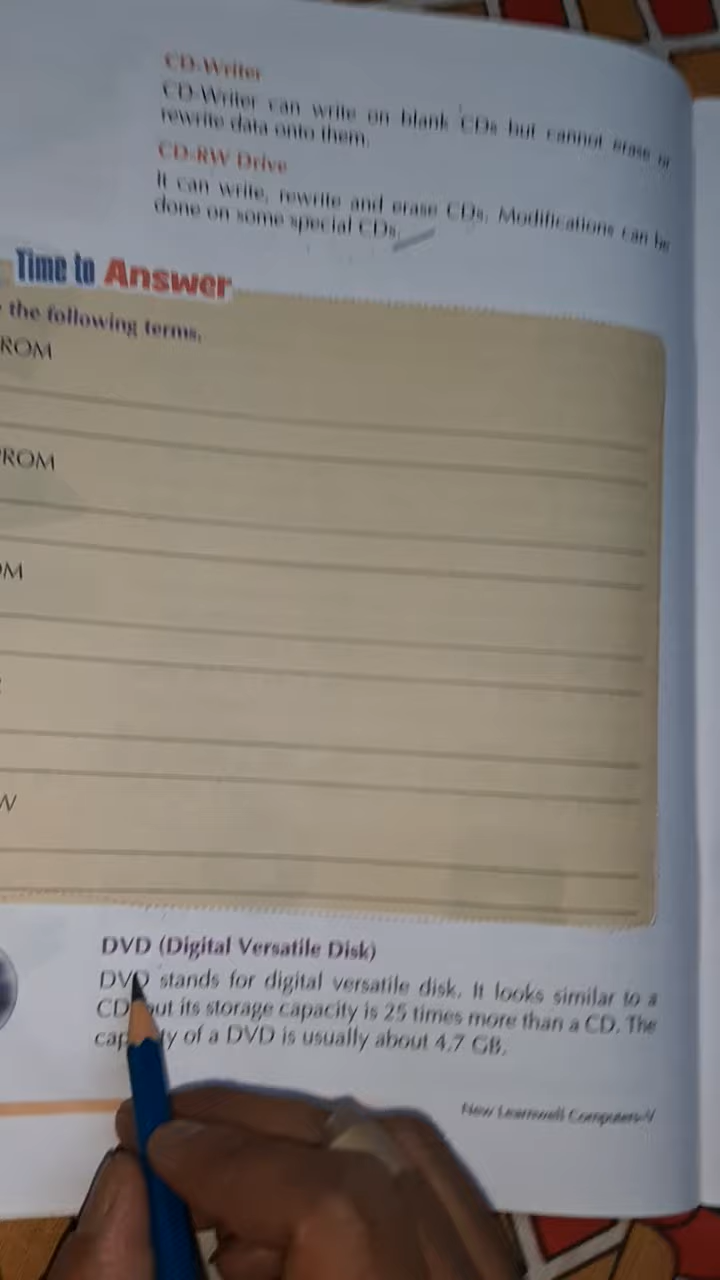 CD-Writer
CD-Writer can write on blank CDs but cannot erase or
rewrite data onto them.
CD-RW Drive
It can write, rewrite and erase CDs. Modifications can be
done on some special CDs.
Time to Answer
the following terms.
ROM
ROM
OM
W
DVD (Digital Versatile Disk)
DVD stands for digital versatile disk. It looks similar to a
CD but its storage capacity is 25 times more than a CD. The
of a DVD is usually about 4.7 GB.
New Learnwell Computers-V